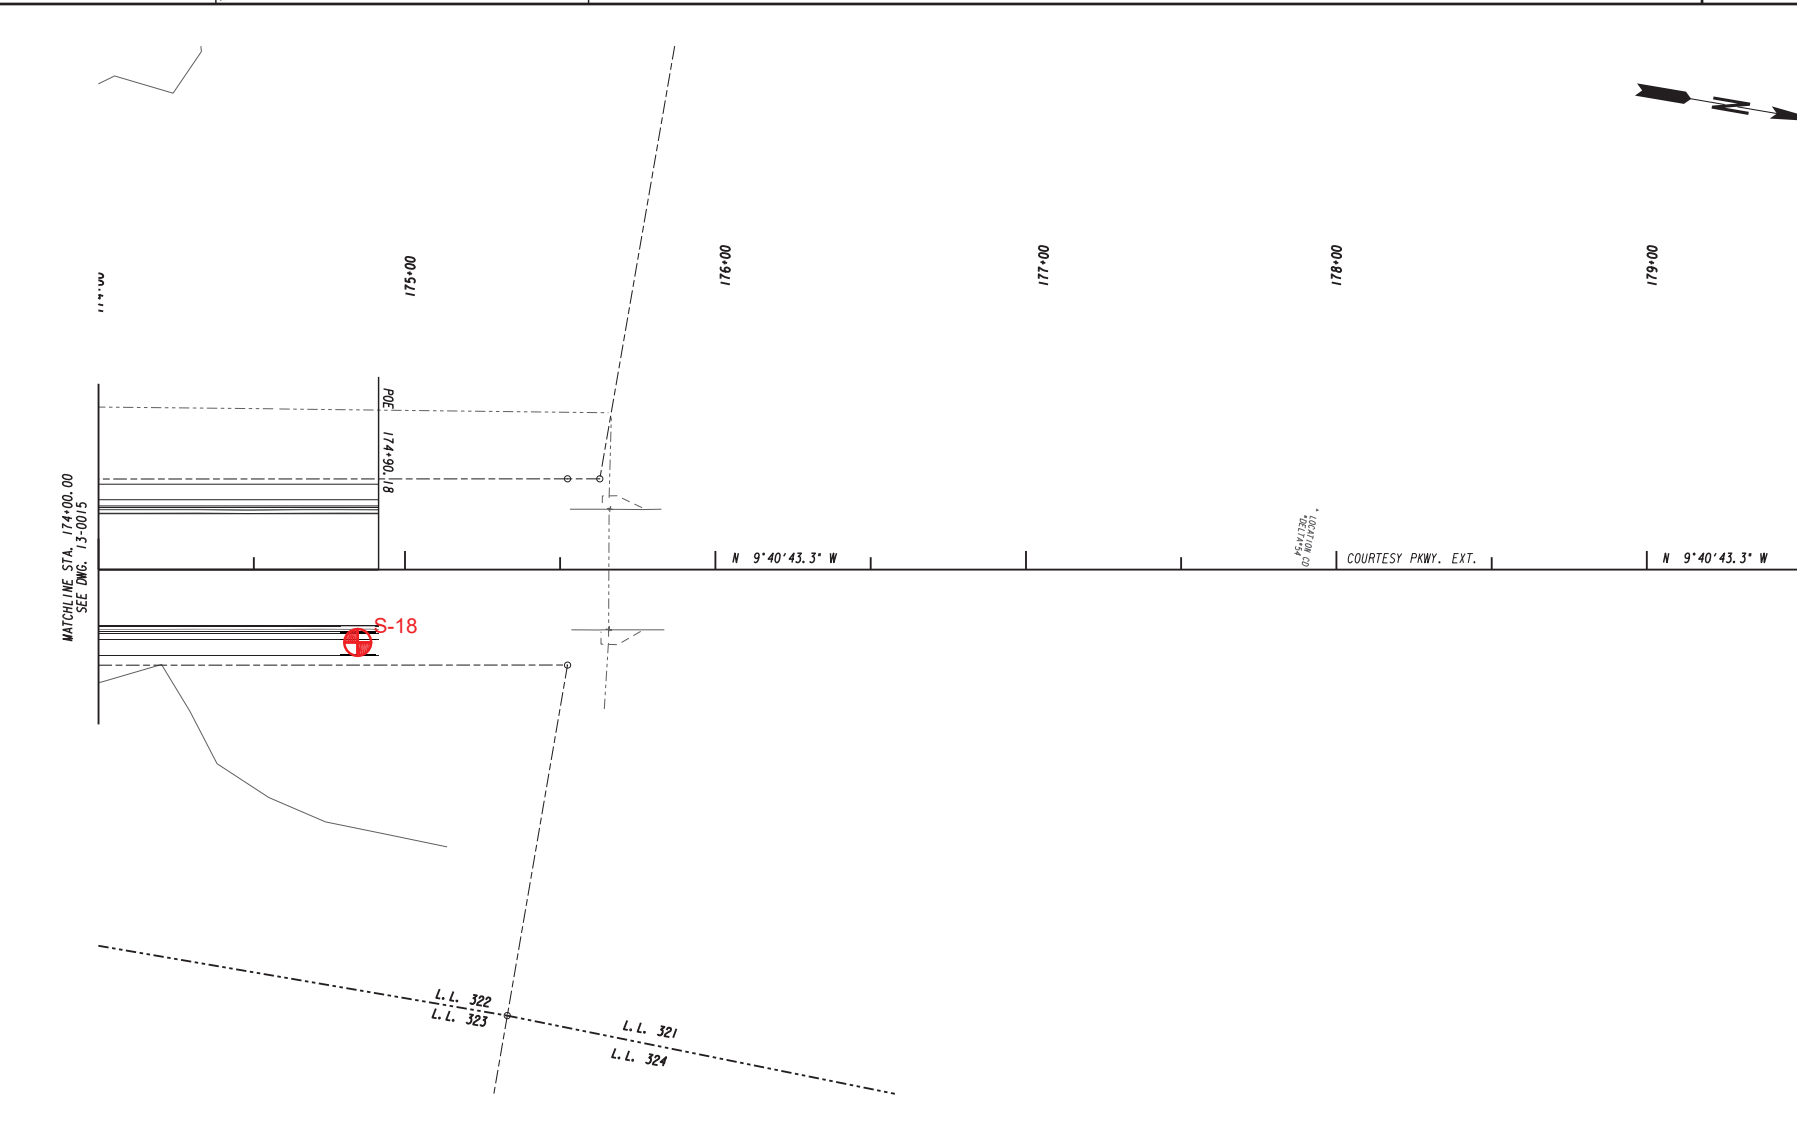 N
175+00
176+00
177+00
178+00
179+00
POE 174+90.18
MATCHLINE STA. 174+00.00
SEE DWG. 13-0015
N 9°40'43.3" W
COURTESY PKWY. EXT.
N 9°40'43.3" W
S-18
L.L. 322
L.L. 323
L.L. 321
L.L. 324